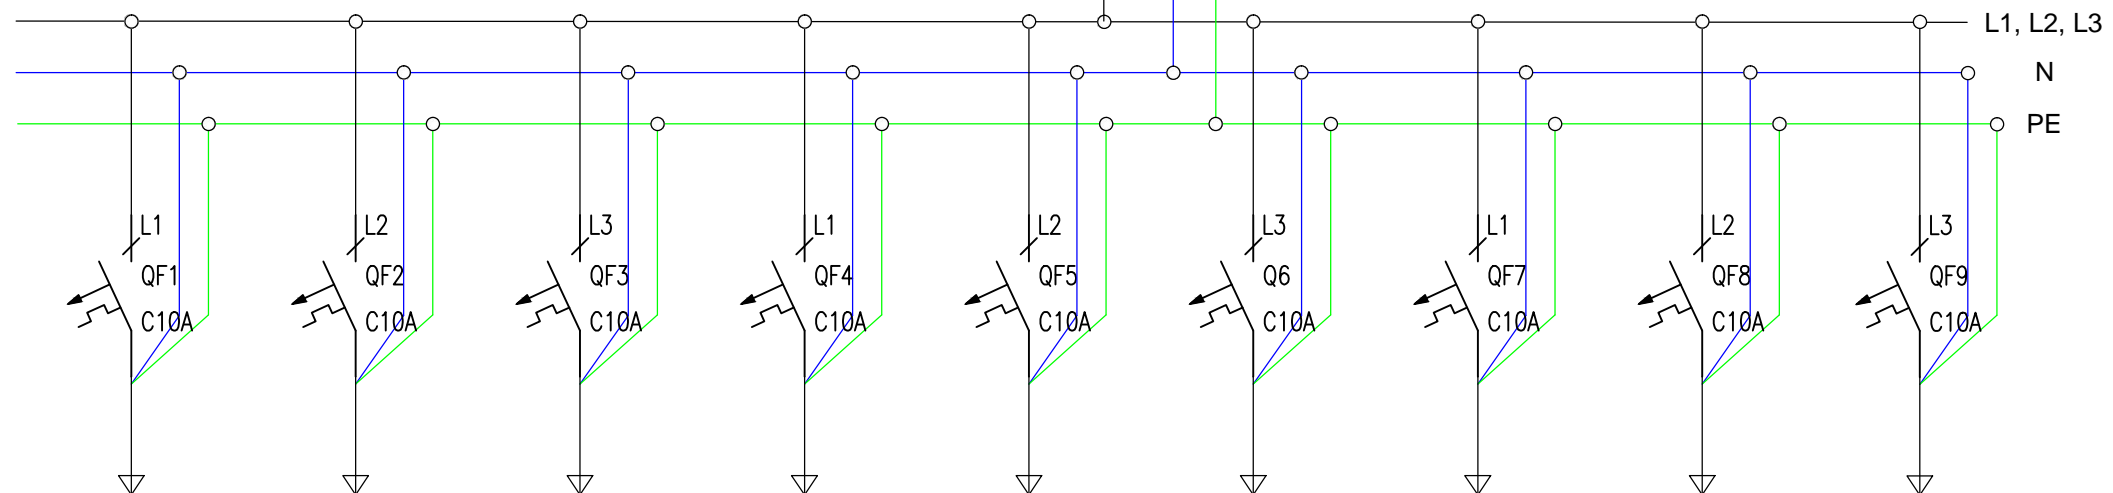 L1, L2, L3
N
PE
L1 L2 L3 L1 L2 L3 L1 L2 L3
QF1 QF2 QF3 QF4 QF5 Q6 QF7 QF8 QF9
C10A C10A C10A C10A C10A C10A C10A C10A C10A